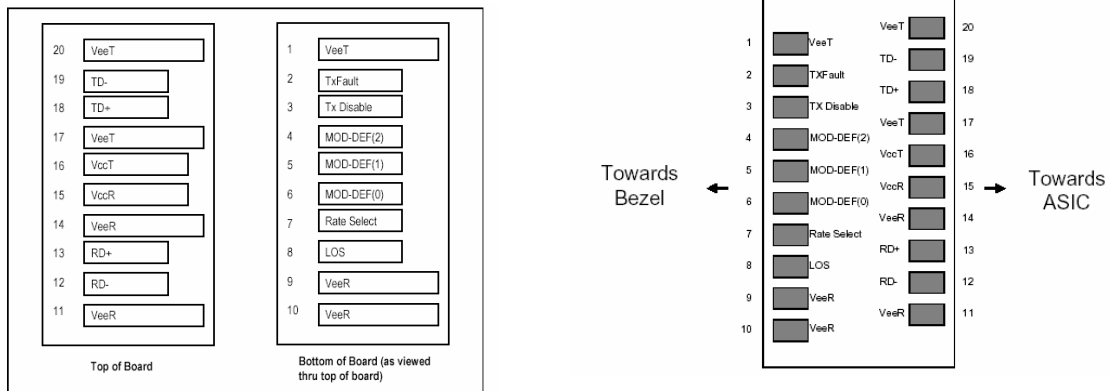 20 VeeT
19 TD-
18 TD+
17 VeeT
16 VccT
15 VccR
14 VeeR
13 RD+
12 RD-
11 VeeR
Top of Board
1 VeeT
2 TxFault
3 Tx Disable
4 MOD-DEF(2)
5 MOD-DEF(1)
6 MOD-DEF(0)
7 Rate Select
8 LOS
9 VeeR
10 VeeR
Bottom of Board (as viewed
thru top of board)
Towards
Bezel
1 VeeT
2 TXFault
3 TX Disable
4 MOD-DEF(2)
5 MOD-DEF(1)
6 MOD-DEF(0)
7 Rate Select
8 LOS
9 VeeR
10 VeeR
VeeT 20
TD- 19
TD+ 18
VeeT 17
VccT 16
VccR 15
VeeR 14
RD+ 13
RD- 12
VeeR 11
Towards
ASIC